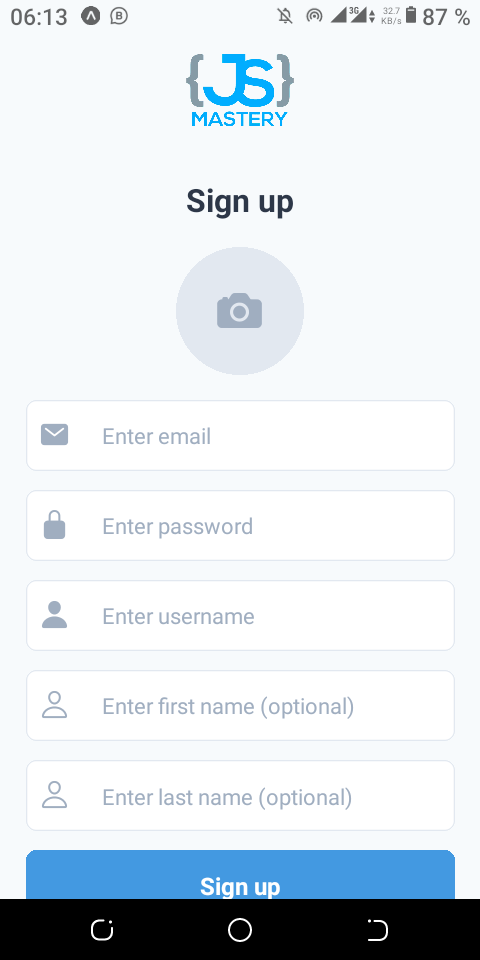 06:13 B 3G 32.7 KB/s 87 %
{JS}
MASTERY
Sign up
Enter email
Enter password
Enter username
Enter first name (optional)
Enter last name (optional)
Sign up